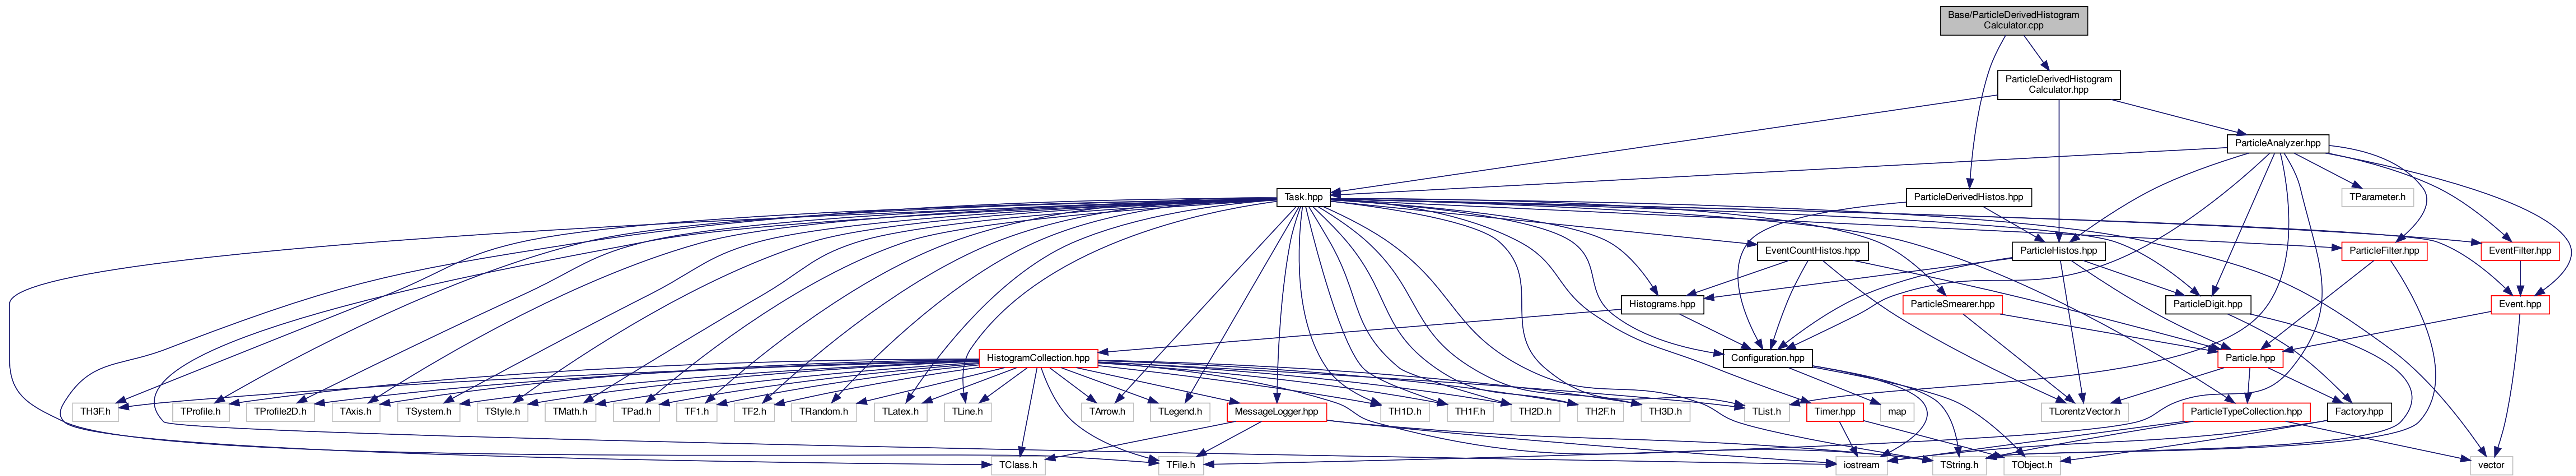 Base/ParticleDerivedHistogram
Calculator.cpp
ParticleDerivedHistogram
Calculator.hpp
ParticleAnalyzer.hpp
Task.hpp
ParticleDerivedHistos.hpp
TParameter.h
EventCountHistos.hpp
ParticleHistos.hpp
ParticleFilter.hpp
EventFilter.hpp
Histograms.hpp
ParticleSmearer.hpp
ParticleDigit.hpp
Event.hpp
HistogramCollection.hpp
Configuration.hpp
Particle.hpp
TH3F.h
TProfile.h
TProfile2D.h
TAxis.h
TSystem.h
TStyle.h
TMath.h
TPad.h
TF1.h
TF2.h
TRandom.h
TLatex.h
TLine.h
TArrow.h
TLegend.h
MessageLogger.hpp
TH1D.h
TH1F.h
TH2D.h
TH2F.h
TH3D.h
TList.h
Timer.hpp
map
TLorentzVector.h
ParticleTypeCollection.hpp
Factory.hpp
TClass.h
TFile.h
iostream
TString.h
TObject.h
vector